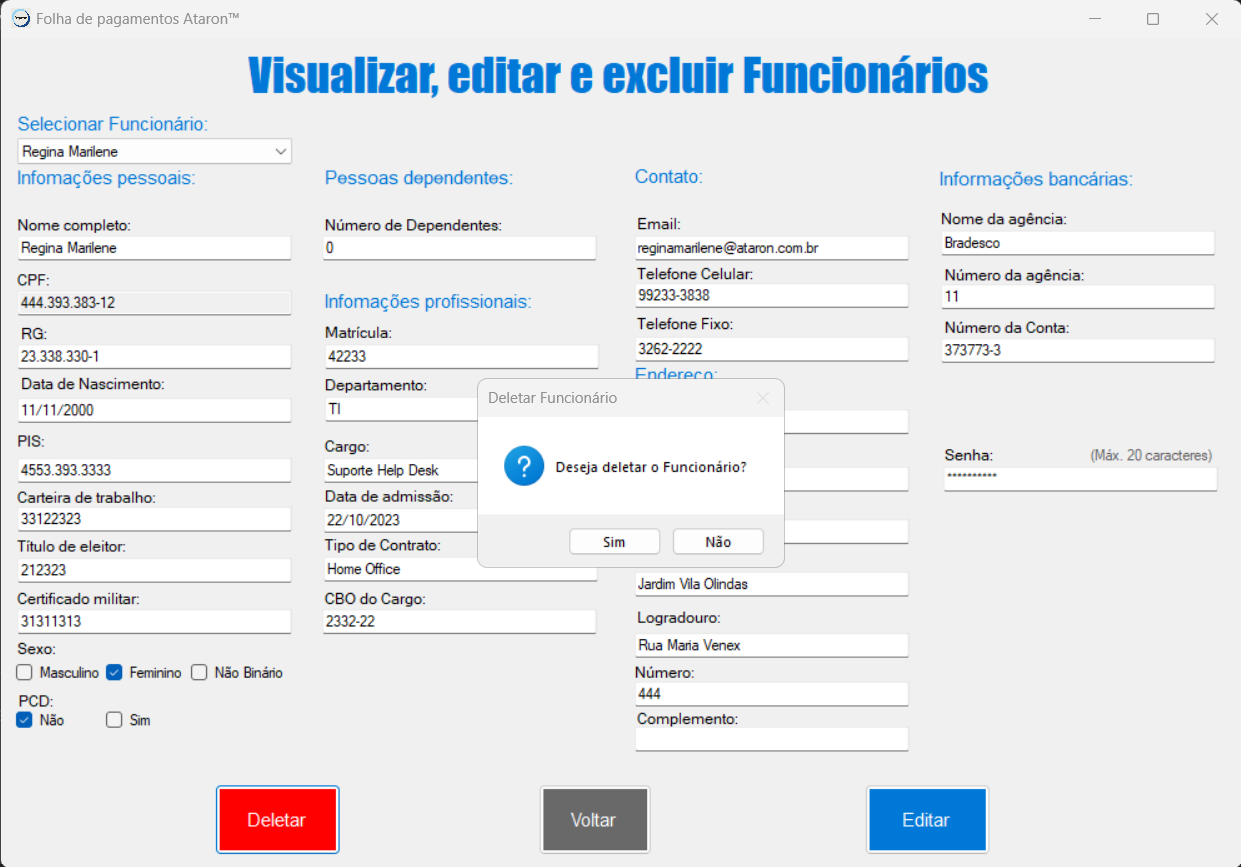 Folha de pagamentos Ataron™
Visualizar, editar e excluir Funcionários
Selecionar Funcionário:
Regina Marilene
Infomações pessoais:
Nome completo:
Regina Marilene
CPF:
444.393.383-12
RG:
23.338.330-1
Data de Nascimento:
11/11/2000
PIS:
4553.393.3333
Carteira de trabalho:
33122323
Título de eleitor:
212323
Certificado militar:
31311313
Sexo:
Masculino Feminino Não Binário
PCD:
Não Sim
Pessoas dependentes:
Número de Dependentes:
0
Infomações profissionais:
Matrícula:
42233
Departamento:
TI
Cargo:
Suporte Help Desk
Data de admissão:
22/10/2023
Tipo de Contrato:
Home Office
CBO do Cargo:
2332-22
Contato:
Email:
reginamarilene@ataron.com.br
Telefone Celular:
99233-3838
Telefone Fixo:
3262-2222
Endereço:
Jardim Vila Olindas
Logradouro:
Rua Maria Venex
Número:
444
Complemento:
Informações bancárias:
Nome da agência:
Bradesco
Número da agência:
11
Número da Conta:
373773-3
Senha: (Máx. 20 caracteres)
**********
Deletar Funcionário
Deseja deletar o Funcionário?
Sim Não
Deletar Voltar Editar